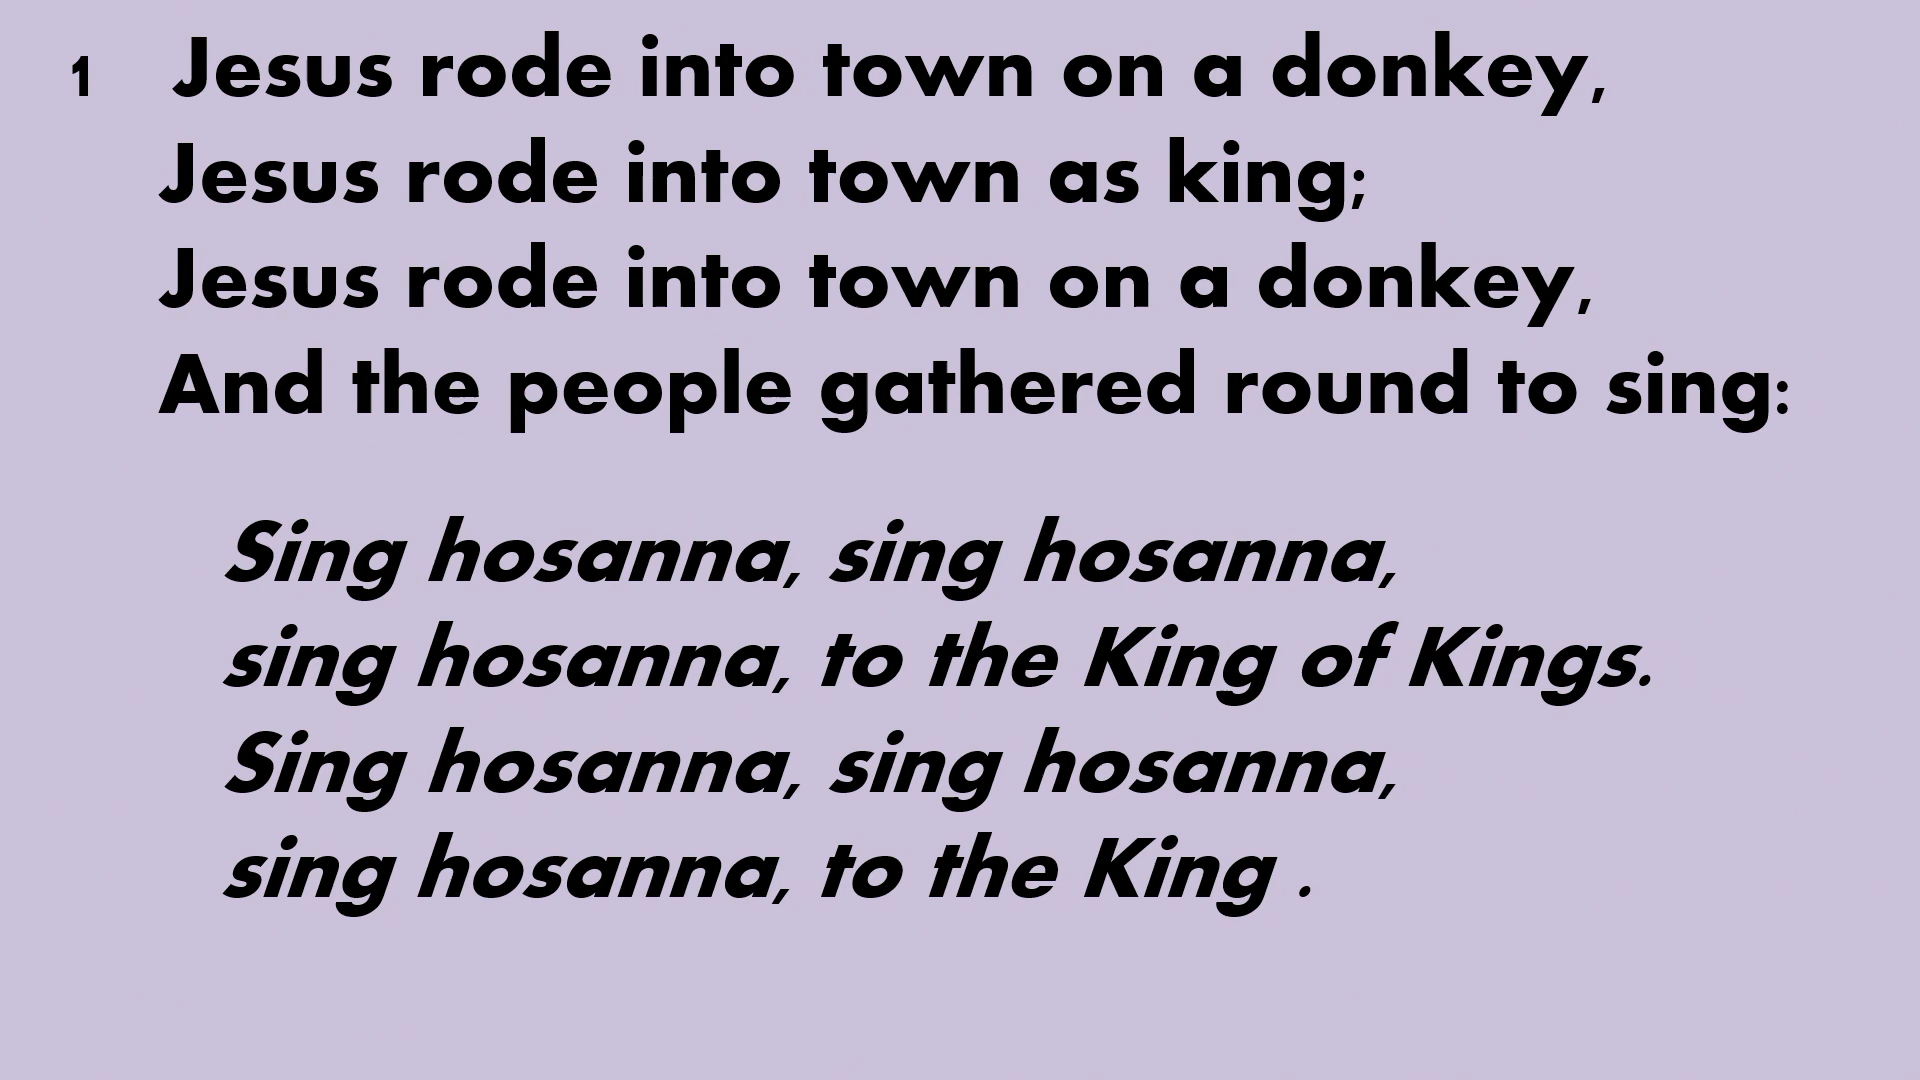 1 Jesus rode into town on a donkey,
Jesus rode into town as king;
Jesus rode into town on a donkey,
And the people gathered round to sing:
Sing hosanna, sing hosanna,
sing hosanna, to the King of Kings.
Sing hosanna, sing hosanna,
sing hosanna, to the King .